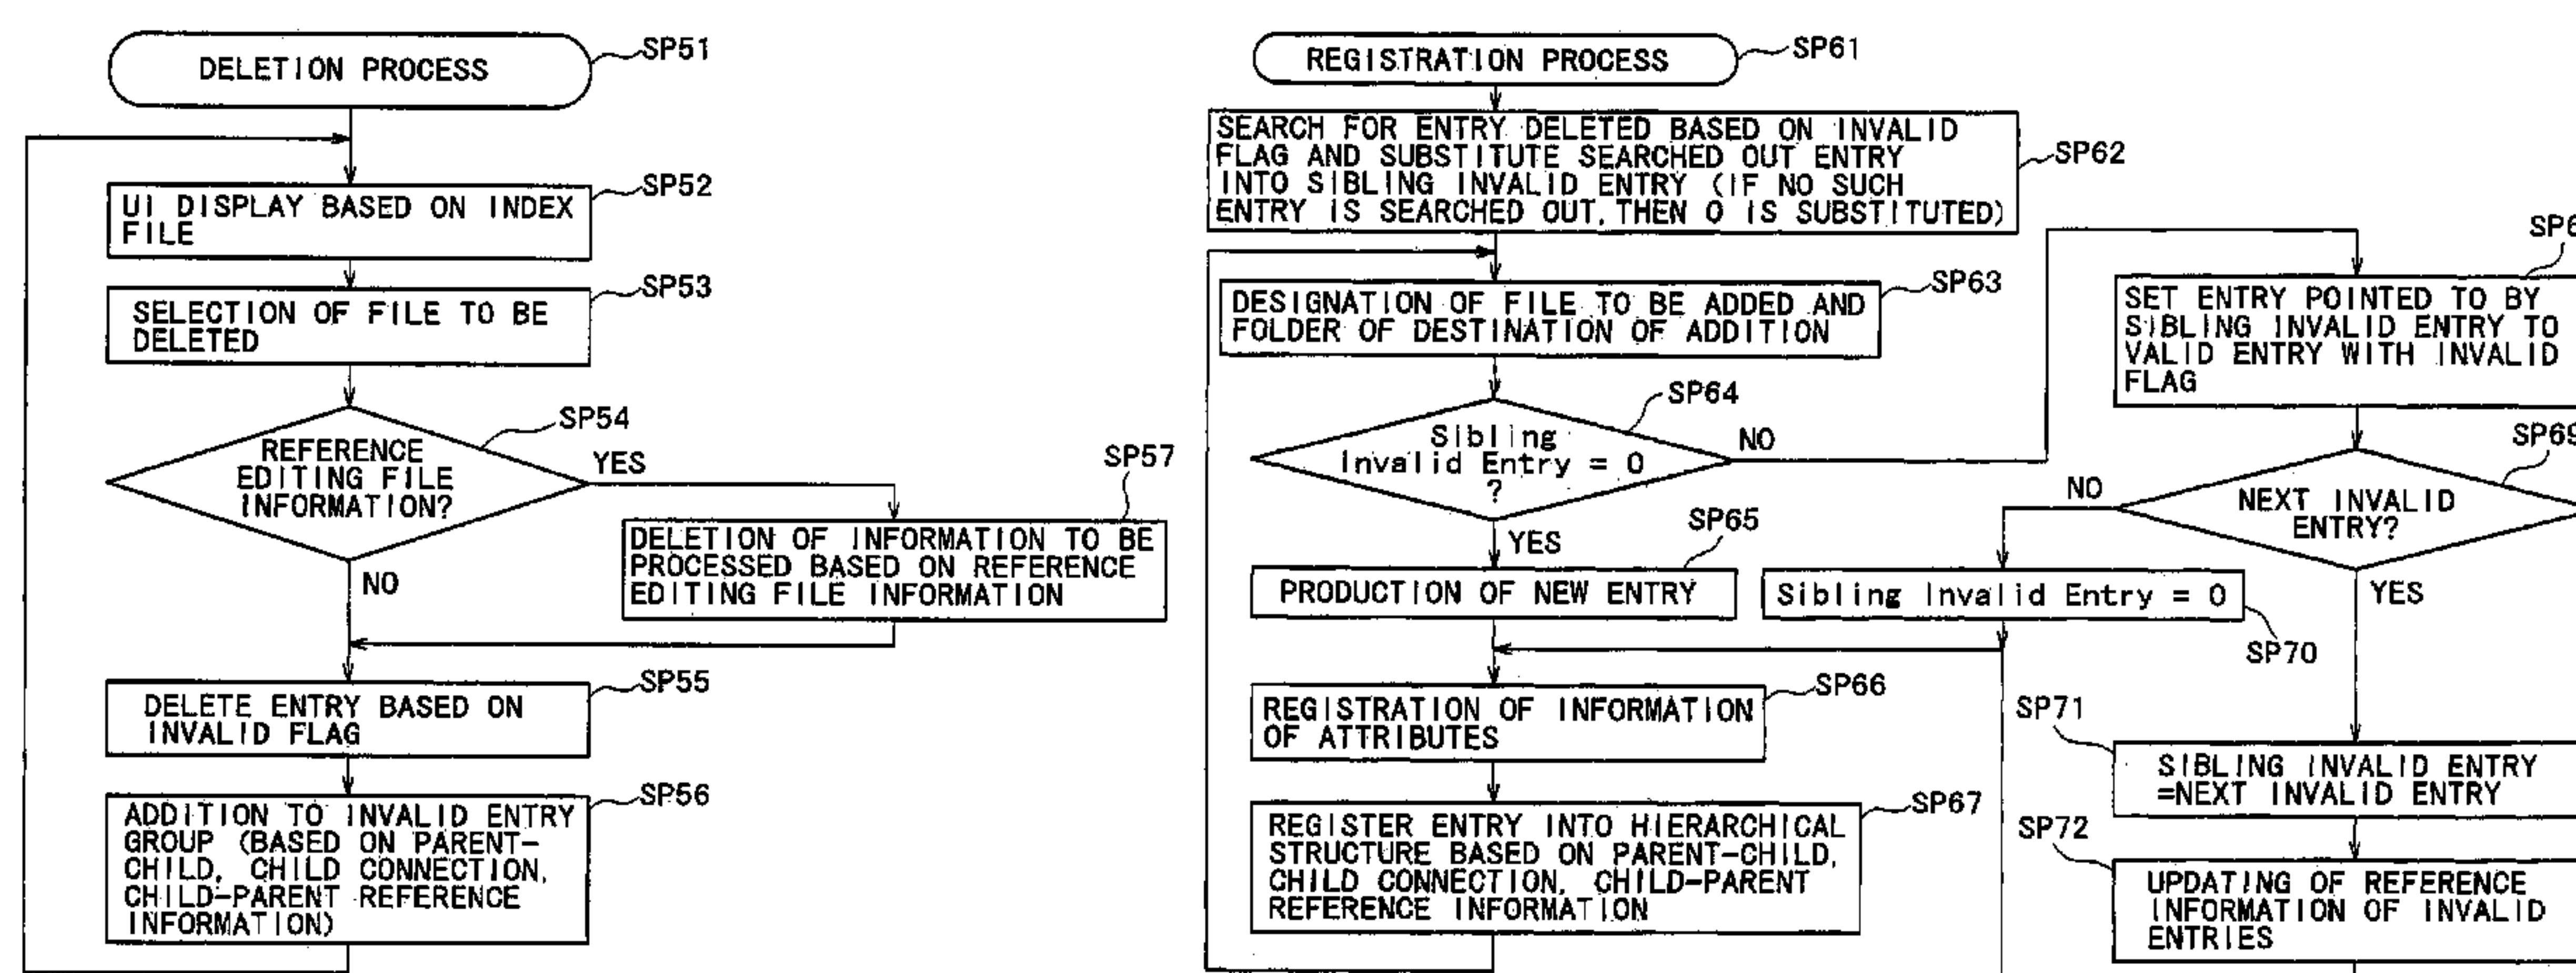 DELETION PROCESS
SP51
UI DISPLAY BASED ON INDEX
FILE
SP52
SELECTION OF FILE TO BE
DELETED
SP53
REFERENCE
EDITING FILE
INFORMATION?
SP54
YES
NO
DELETION OF INFORMATION TO BE
PROCESSED BASED ON REFERENCE
EDITING FILE INFORMATION
SP57
DELETE ENTRY BASED ON
INVALID FLAG
SP55
ADDITION TO INVALID ENTRY
GROUP (BASED ON PARENT-
CHILD, CHILD CONNECTION,
CHILD-PARENT REFERENCE
INFORMATION)
SP56
REGISTRATION PROCESS
SP61
SEARCH FOR ENTRY DELETED BASED ON INVALID
FLAG AND SUBSTITUTE SEARCHED OUT ENTRY
INTO SIBLING INVALID ENTRY (IF NO SUCH
ENTRY IS SEARCHED OUT, THEN 0 IS SUBSTITUTED)
SP62
DESIGNATION OF FILE TO BE ADDED AND
FOLDER OF DESTINATION OF ADDITION
SP63
Sibling
Invalid Entry = 0
?
SP64
NO
YES
PRODUCTION OF NEW ENTRY
SP65
REGISTRATION OF INFORMATION
OF ATTRIBUTES
SP66
REGISTER ENTRY INTO HIERARCHICAL
STRUCTURE BASED ON PARENT-CHILD,
CHILD CONNECTION, CHILD-PARENT
REFERENCE INFORMATION
SP67
SET ENTRY POINTED TO BY
SIBLING INVALID ENTRY TO
VALID ENTRY WITH INVALID
FLAG
NEXT INVALID
ENTRY?
SP69
NO
YES
Sibling Invalid Entry = 0
SP70
SP71
SIBLING INVALID ENTRY
=NEXT INVALID ENTRY
SP72
UPDATING OF REFERENCE
INFORMATION OF INVALID
ENTRIES